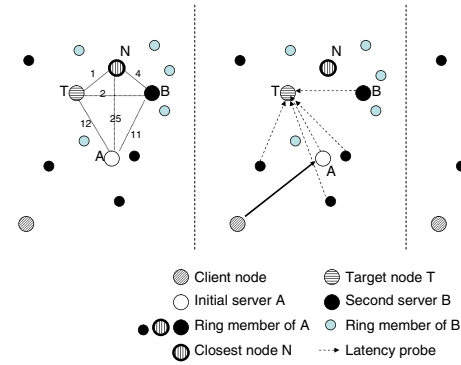 N
N
1
4
T
2
B
T
B
12
25
11
A
A
Client node
Target node T
Initial server A
Second server B
Ring member of A
Ring member of B
Closest node N
Latency probe